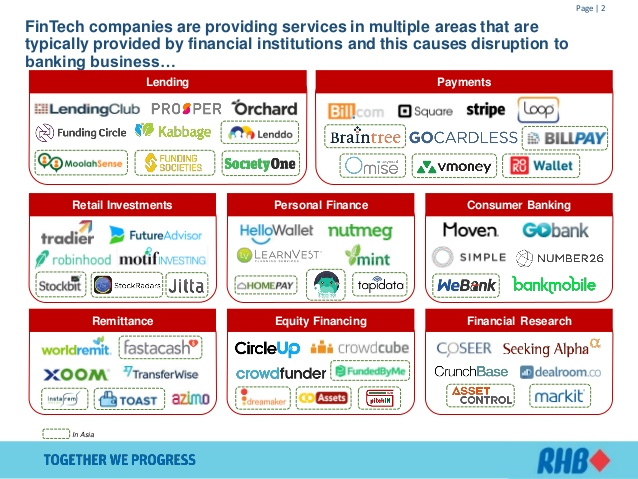 Page | 2
FinTech companies are providing services in multiple areas that are
typically provided by financial institutions and this causes disruption to
banking business…
Lending
LendingClub PROSPER Orchard
Funding Circle Kabbage Lenddo
MoolahSense FUNDING SOCIETIES SocietyOne
Payments
Bill.com Square stripe Loop
Braintree GOCARDLESS BILLPAY
omise vmoney Wallet
Retail Investments
tradier FutureAdvisor
robinhood motif INVESTING
Stockbit StockRadars Jitta
Personal Finance
HelloWallet nutmeg
LV LEARNVEST mint
HOMEPAY tapidata
Consumer Banking
Moven GObank
SIMPLE NUMBER26
WeBank bankmobile
Remittance
worldremit fastacash
XOOM TransferWise
Instarem TOAST azimo
Equity Financing
CircleUp crowdcube
crowdfunder FundedByMe
dreamaker Assets pitchIN
Financial Research
COSEER Seeking Alpha α
CrunchBase dealroom.co
ASSET CONTROL markit
In Asia
TOGETHER WE PROGRESS
RHB